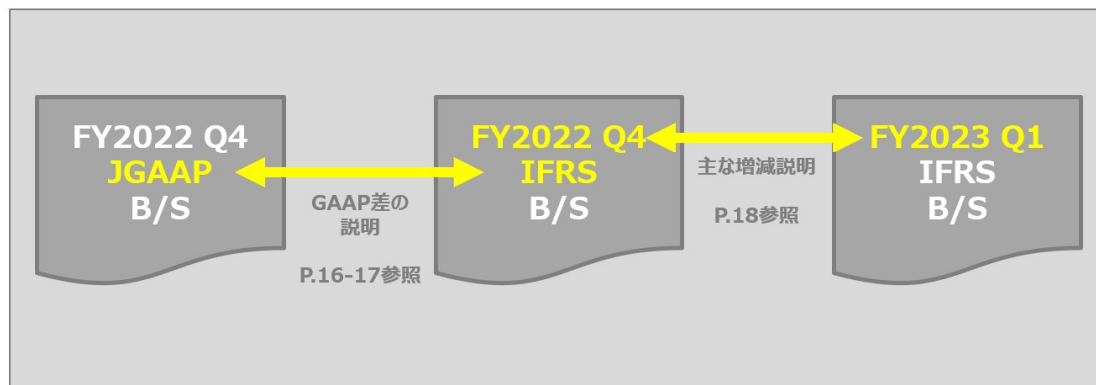 FY2022 Q4
JGAAP
B/S
GAAP差の
説明
P.16-17参照
FY2022 Q4
IFRS
B/S
主な増減説明
P.18参照
FY2023 Q1
IFRS
B/S